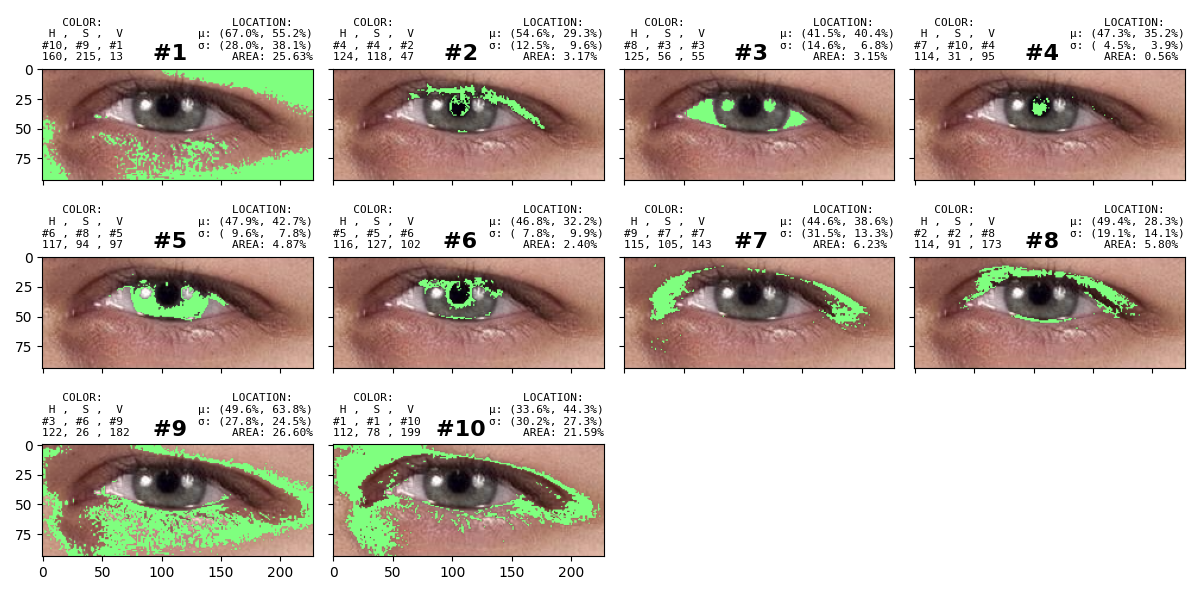 COLOR: LOCATION:
H , S , V μ: (67.0%, 55.2%)
#10, #9 , #1 #1 σ: (28.0%, 38.1%)
160, 215, 13 AREA: 25.63%
COLOR: LOCATION:
H , S , V μ: (54.6%, 29.3%)
#4 , #4 , #2 #2 σ: (12.5%, 9.6%)
124, 118, 47 AREA: 3.17%
COLOR: LOCATION:
H , S , V μ: (41.5%, 40.4%)
#8 , #3 , #3 #3 σ: (14.6%, 6.8%)
125, 56 , 55 AREA: 3.15%
COLOR: LOCATION:
H , S , V μ: (47.3%, 35.2%)
#7 , #10, #4 #4 σ: ( 4.5%, 3.9%)
114, 31 , 95 AREA: 0.56%
0
25
50
75
COLOR: LOCATION:
H , S , V μ: (47.9%, 42.7%)
#6 , #8 , #5 #5 σ: ( 9.6%, 7.8%)
117, 94 , 97 AREA: 4.87%
COLOR: LOCATION:
H , S , V μ: (46.8%, 32.2%)
#5 , #5 , #6 #6 σ: ( 7.8%, 9.9%)
116, 127, 102 AREA: 2.40%
COLOR: LOCATION:
H , S , V μ: (44.6%, 38.6%)
#9 , #7 , #7 #7 σ: (31.5%, 13.3%)
115, 105, 143 AREA: 6.23%
COLOR: LOCATION:
H , S , V μ: (49.4%, 28.3%)
#2 , #2 , #8 #8 σ: (19.1%, 14.1%)
114, 91 , 173 AREA: 5.80%
0
25
50
75
COLOR: LOCATION:
H , S , V μ: (49.6%, 63.8%)
#3 , #6 , #9 #9 σ: (27.8%, 24.5%)
122, 26 , 182 AREA: 26.60%
COLOR: LOCATION:
H , S , V μ: (33.6%, 44.3%)
#1 , #1 , #10 #10 σ: (30.2%, 27.3%)
112, 78 , 199 AREA: 21.59%
0
25
50
75
0 50 100 150 200
0 50 100 150 200